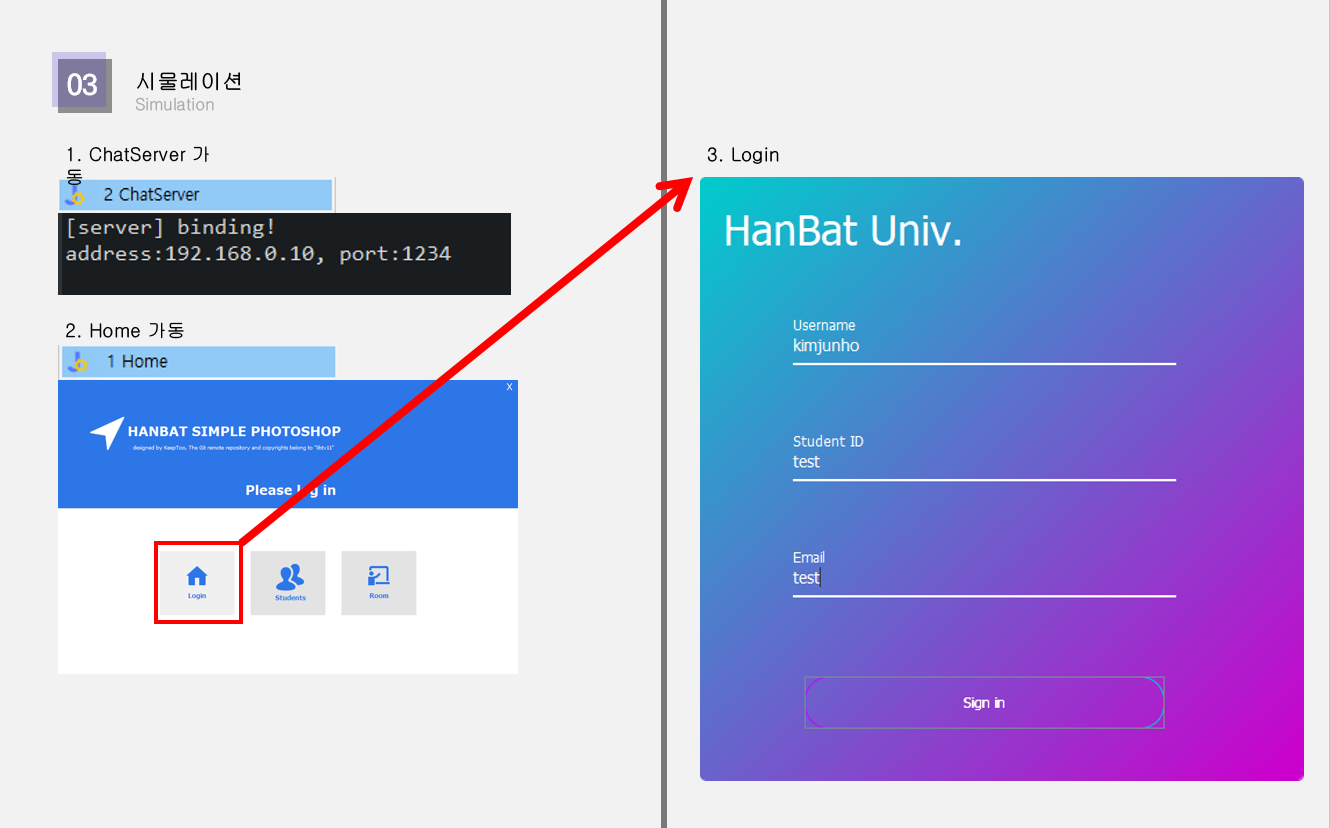 03
시물레이션
Simulation
1. ChatServer 가
동
2 ChatServer
[server] binding!
address:192.168.0.10, port:1234
2. Home 가동
1 Home
X
HANBAT SIMPLE PHOTOSHOP
designed by KeepToo. The Git remote repository and copyrights belong to
Please log in
Login
Students
Room
3. Login
HanBat Univ.
Username
kimjunho
Student ID
test
Email
test
Sign in